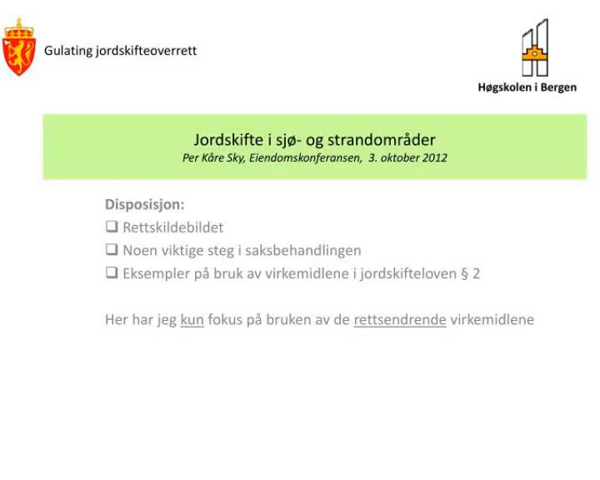 Gulating jordskifteoverrett
Høgskolen i Bergen
Jordskifte i sjø- og strandområder
Per Kåre Sky, Eiendomskonferansen, 3. oktober 2012
Disposisjon:
❑ Rettskildebildet
❑ Noen viktige steg i saksbehandlingen
❑ Eksempler på bruk av virkemidlene i jordskifteloven § 2
Her har jeg kun fokus på bruken av de rettsendrende virkemidlene